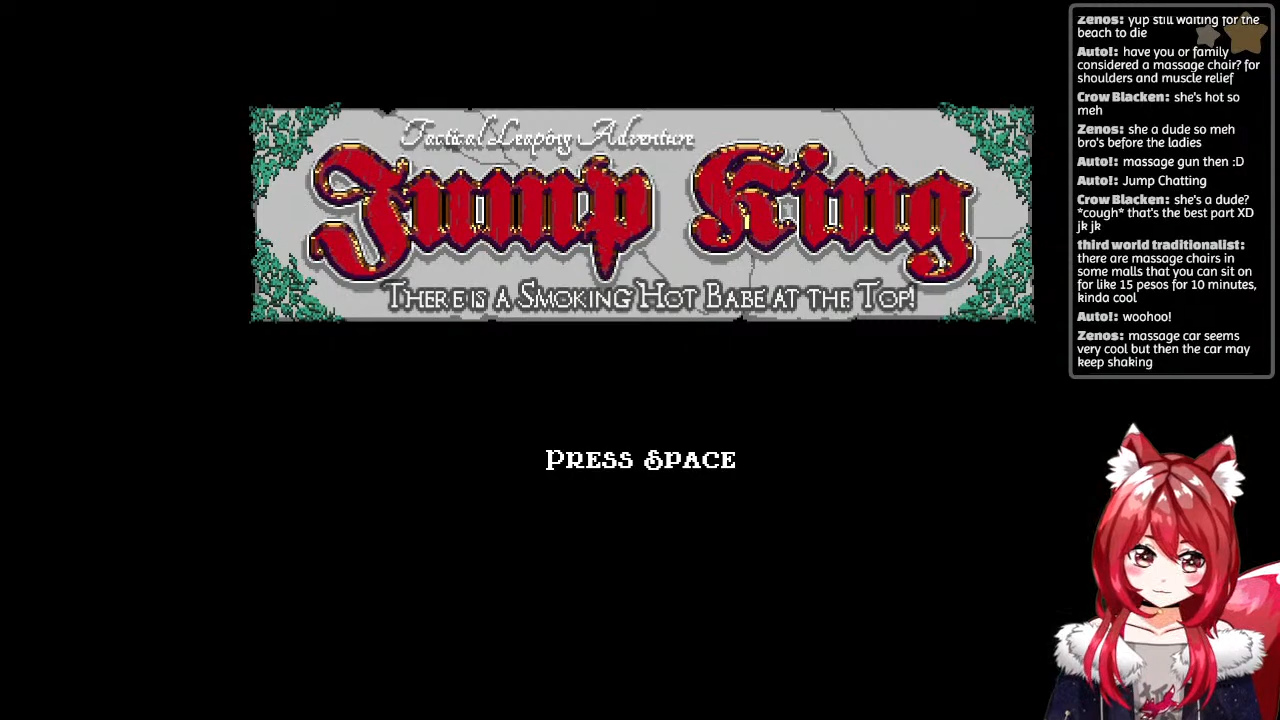 Tactical Leaping Adventure
Jump King
There is a Smoking Hot Babe at the Top!
Press Space
Zenos: yup still waiting for the
beach to die
Auto!: have you or family
considered a massage chair? for
shoulders and muscle relief
Crow Blacken: she's hot so
meh
Zenos: she a dude so meh
bro's before the ladies
Auto!: massage gun then :D
Auto!: Jump Chatting
Crow Blacken: she's a dude?
*cough* that's the best part XD
jk jk
third world traditionalist:
there are massage chairs in
some malls that you can sit on
for like 15 pesos for 10 minutes,
kinda cool
Auto!: woohoo!
Zenos: massage car seems
very cool but then the car may
keep shaking